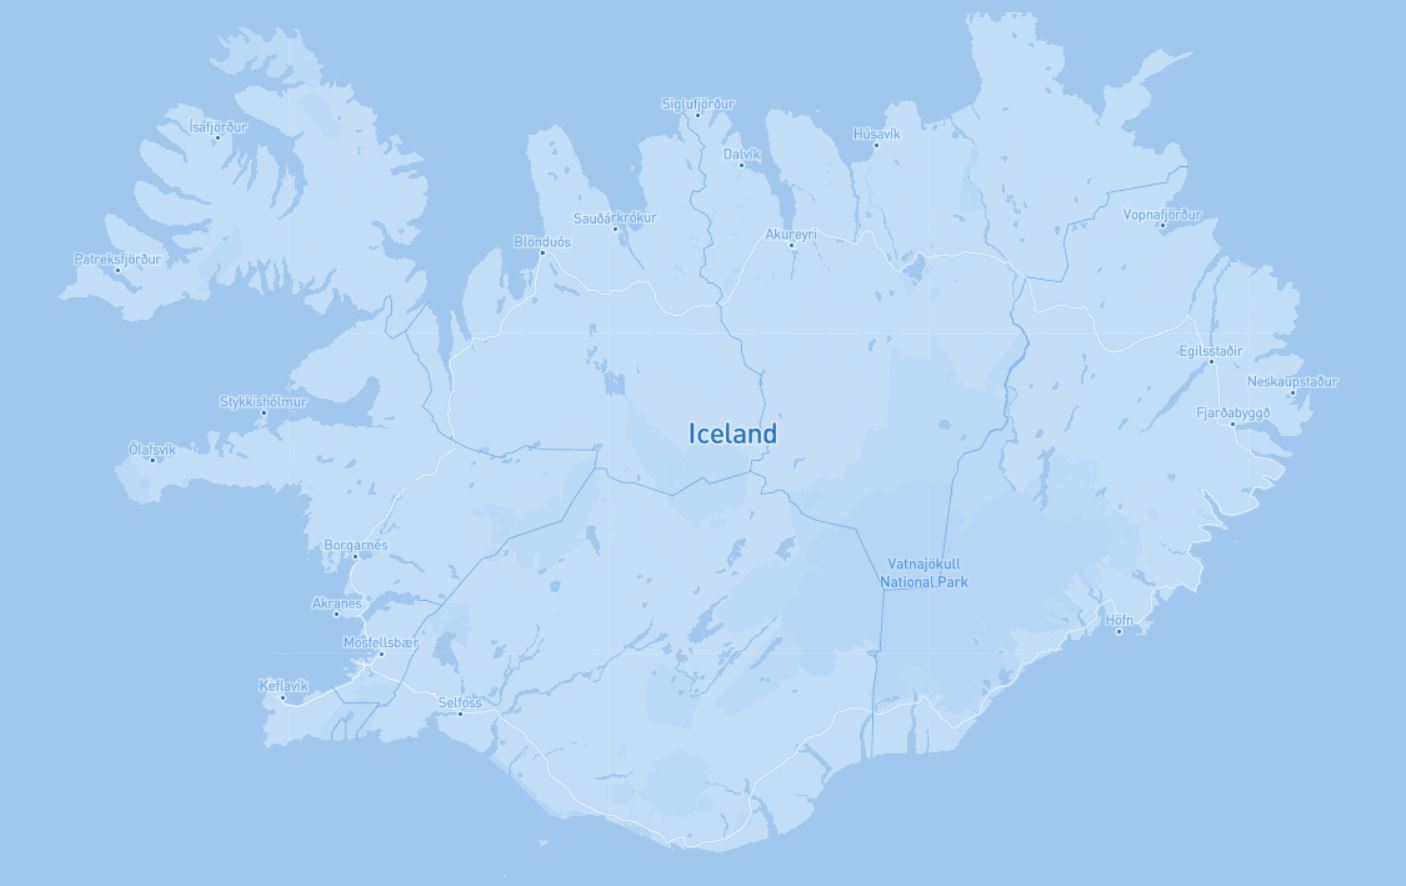 Siglufjörður
Ísafjörður
Húsavík
Dalvík
Sauðárkrókur
Vopnafjörður
Akureyri
Blönduós
Patreksfjörður
Egilsstaðir
Neskaupstaður
Stykkishólmur
Fjarðabyggð
Iceland
Ólafsvík
Borgarnes
Vatnajökull
National Park
Akranes
Höfn
Mosfellsbær
Keflavík
Selfoss